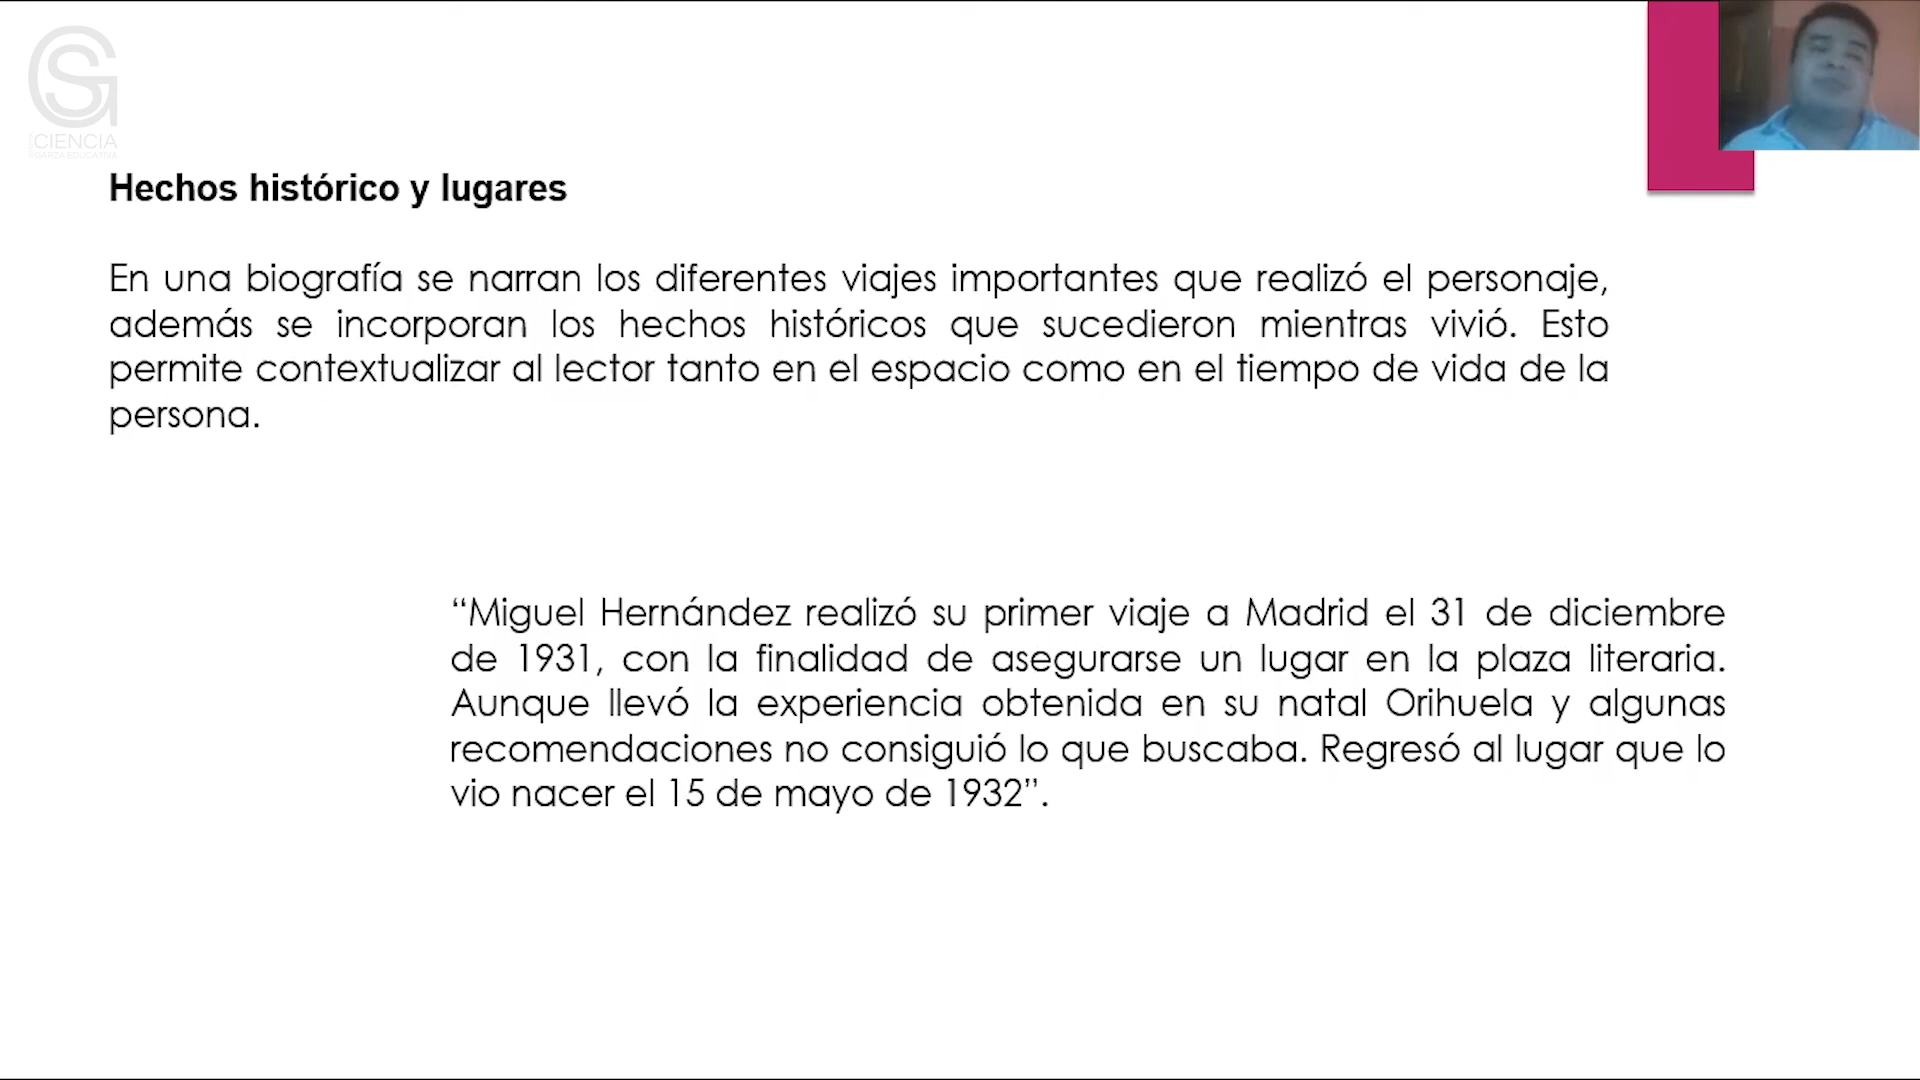 CIENCIA
GARZA EDUCATIVA
Hechos histórico y lugares
En una biografía se narran los diferentes viajes importantes que realizó el personaje,
además se incorporan los hechos históricos que sucedieron mientras vivió. Esto
permite contextualizar al lector tanto en el espacio como en el tiempo de vida de la
persona.
“Miguel Hernández realizó su primer viaje a Madrid el 31 de diciembre
de 1931, con la finalidad de asegurarse un lugar en la plaza literaria.
Aunque llevó la experiencia obtenida en su natal Orihuela y algunas
recomendaciones no consiguió lo que buscaba. Regresó al lugar que lo
vio nacer el 15 de mayo de 1932”.